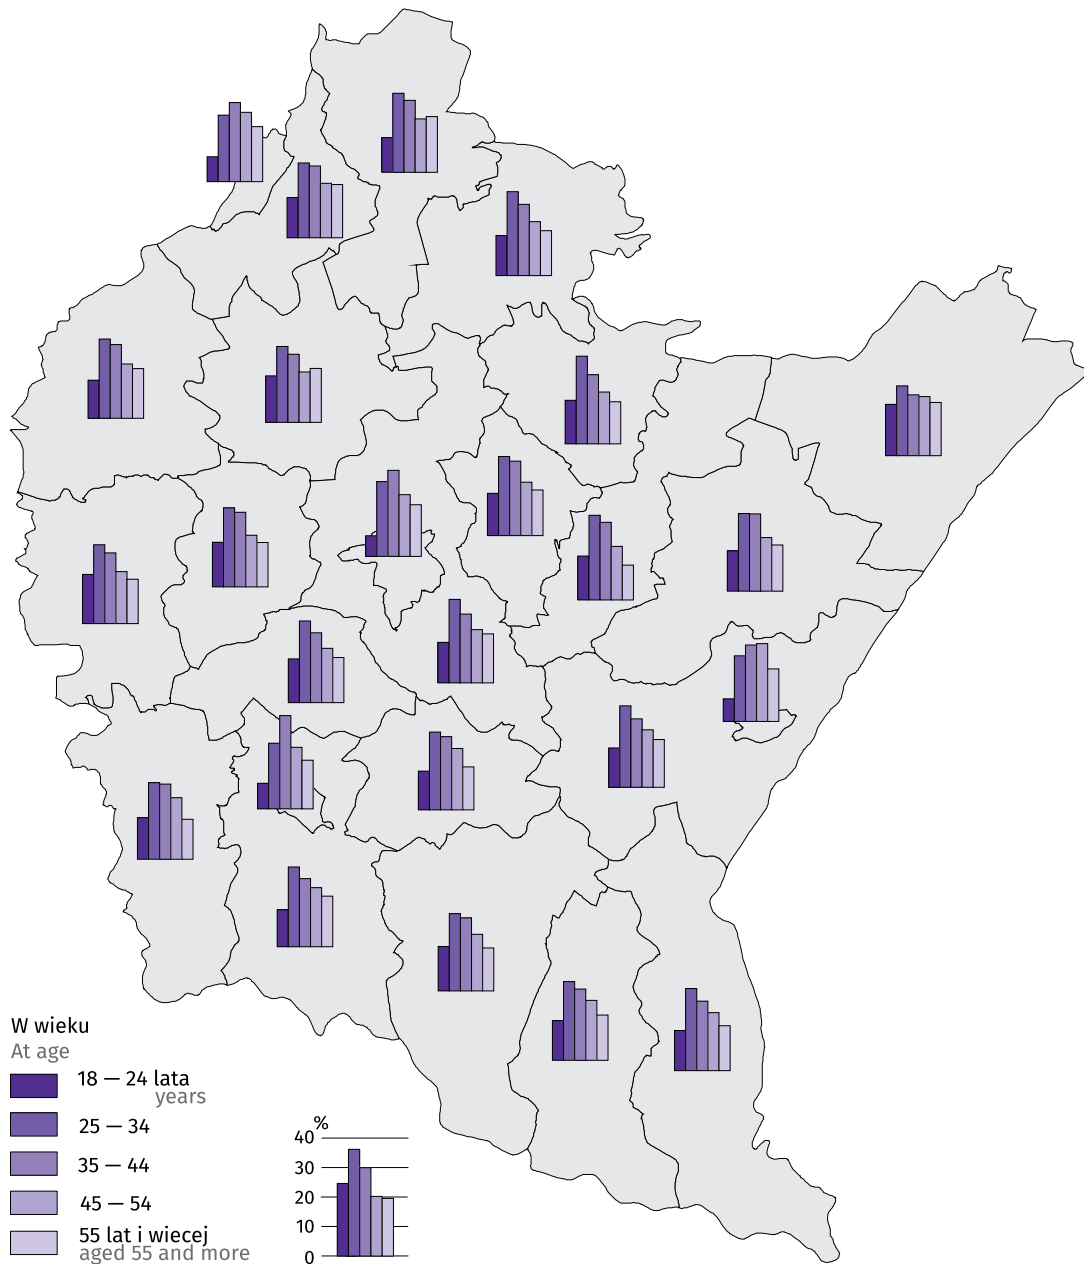 W wieku
At age
18 — 24 lata
years
25 — 34
35 — 44
45 — 54
55 lat i wiecej
aged 55 and more
%
40
30
20
10
0